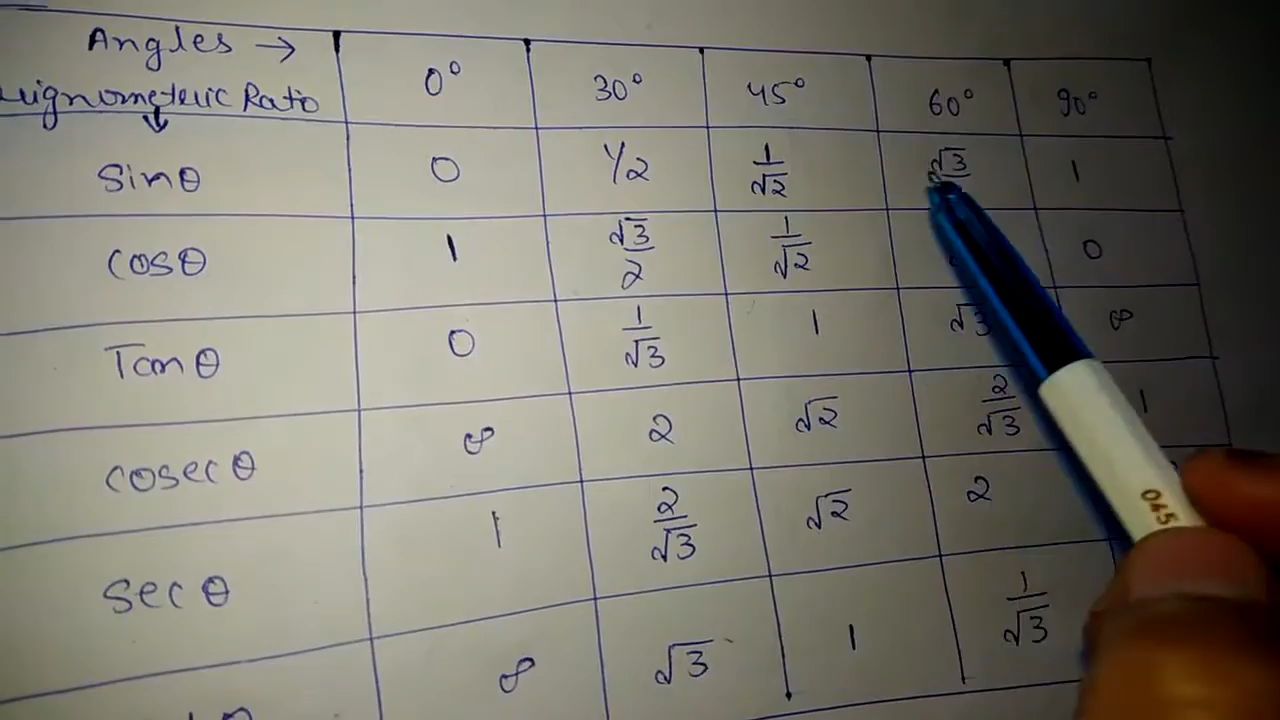 Angles → 0° 30° 45° 60° 90°
Trignometric Ratio ↓
Sinθ 0 1/2 1/√2 √3 1
Cosθ 1 √3/2 1/√2 0
Tanθ 0 1/√3 1 √3 ∞
Cosecθ ∞ 2 √2 2/√3 1
Secθ 1 2/√3 √2 2
∞ √3 1 1/√3
045